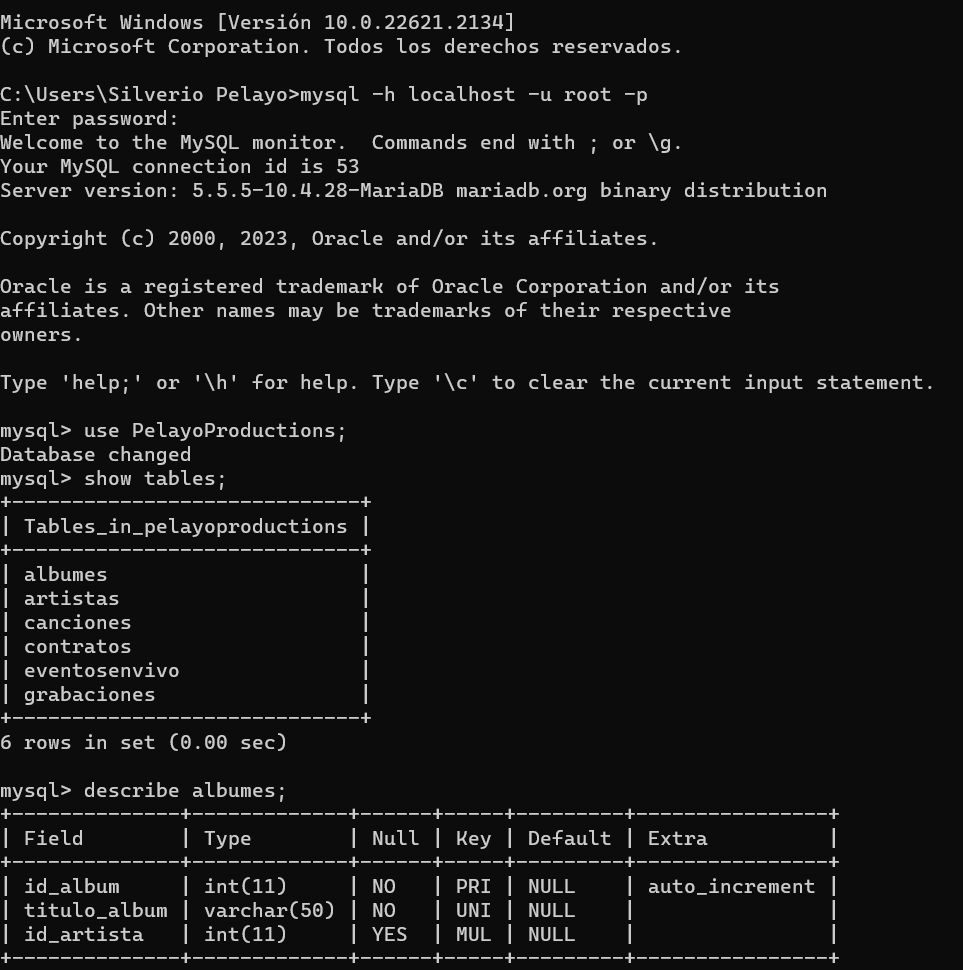 Microsoft Windows [Versión 10.0.22621.2134]
(c) Microsoft Corporation. Todos los derechos reservados.
C:\Users\Silverio Pelayo>mysql -h localhost -u root -p
Enter password:
Welcome to the MySQL monitor.  Commands end with ; or \g.
Your MySQL connection id is 53
Server version: 5.5.5-10.4.28-MariaDB mariadb.org binary distribution
Copyright (c) 2000, 2023, Oracle and/or its affiliates.
Oracle is a registered trademark of Oracle Corporation and/or its
affiliates. Other names may be trademarks of their respective
owners.
Type 'help;' or '\h' for help. Type '\c' to clear the current input statement.
mysql> use PelayoProductions;
Database changed
mysql> show tables;
+-----------------------------+
| Tables_in_pelayoproductions |
+-----------------------------+
| albumes                     |
| artistas                    |
| canciones                   |
| contratos                   |
| eventosenvivo               |
| grabaciones                 |
+-----------------------------+
6 rows in set (0.00 sec)
mysql> describe albumes;
+--------------+-------------+------+-----+---------+----------------+
| Field        | Type        | Null | Key | Default | Extra          |
+--------------+-------------+------+-----+---------+----------------+
| id_album     | int(11)     | NO   | PRI | NULL    | auto_increment |
| titulo_album | varchar(50) | NO   | UNI | NULL    |                |
| id_artista   | int(11)     | YES  | MUL | NULL    |                |
+--------------+-------------+------+-----+---------+----------------+